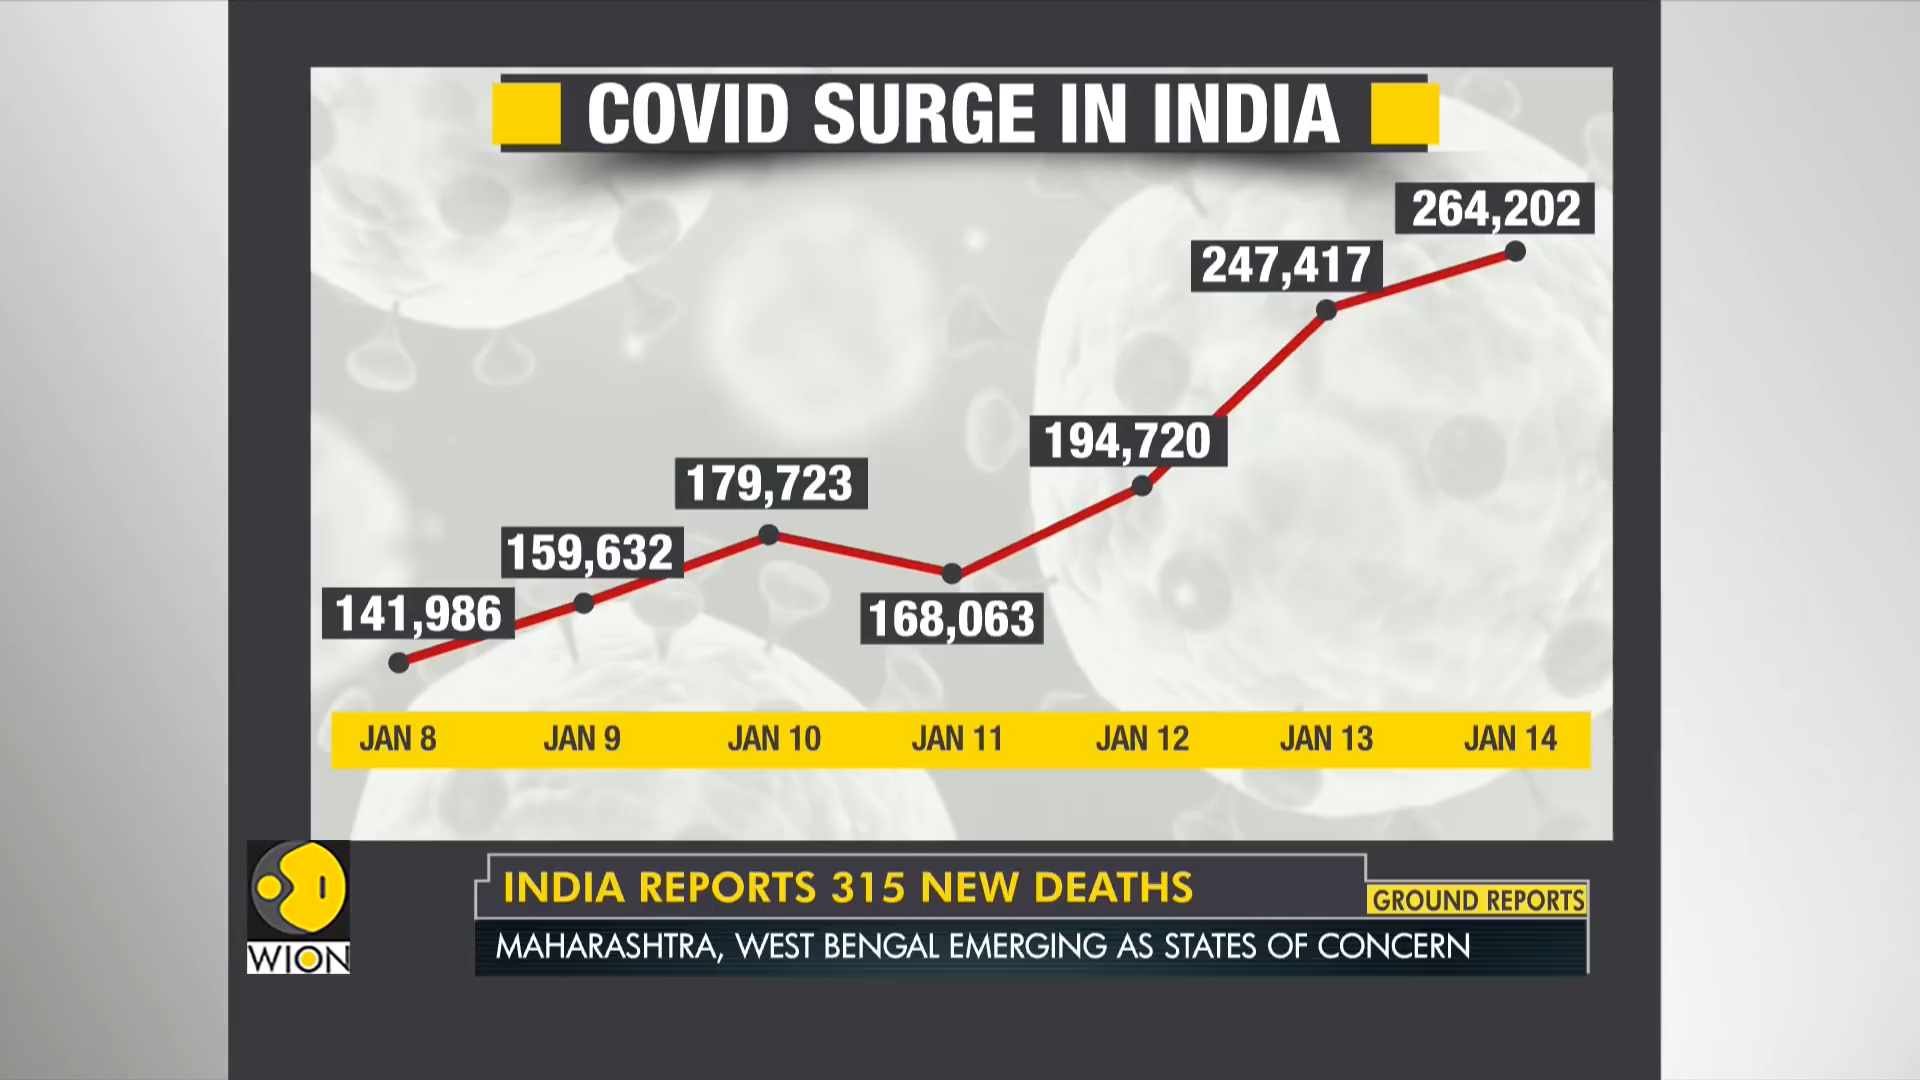 COVID SURGE IN INDIA
264,202
247,417
194,720
179,723
159,632
141,986
168,063
JAN 8 JAN 9 JAN 10 JAN 11 JAN 12 JAN 13 JAN 14
INDIA REPORTS 315 NEW DEATHS
GROUND REPORTS
MAHARASHTRA, WEST BENGAL EMERGING AS STATES OF CONCERN
WION